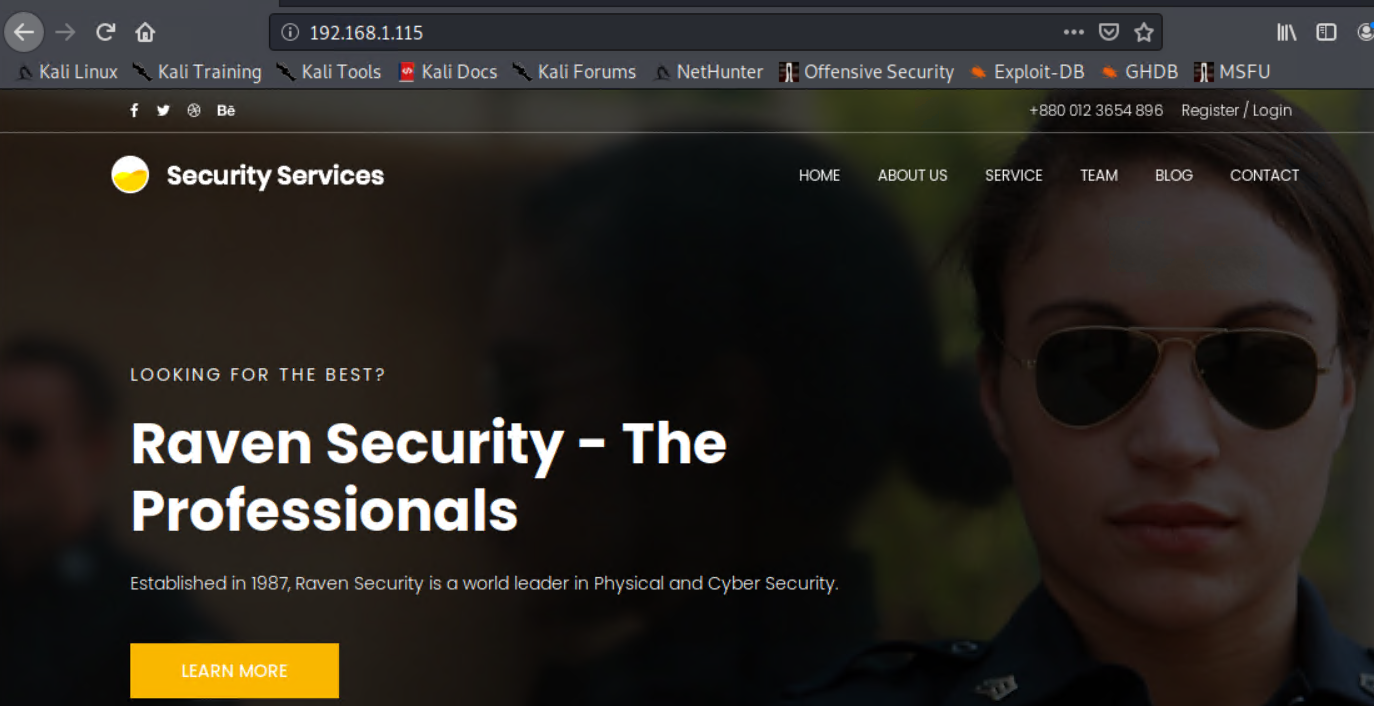 192.168.1.115
Kali Linux Kali Training Kali Tools Kali Docs Kali Forums NetHunter Offensive Security Exploit-DB GHDB MSFU
Bē +880 012 3654 896 Register / Login
Security Services HOME ABOUT US SERVICE TEAM BLOG CONTACT
LOOKING FOR THE BEST?
Raven Security - The
Professionals
Established in 1987, Raven Security is a world leader in Physical and Cyber Security.
LEARN MORE